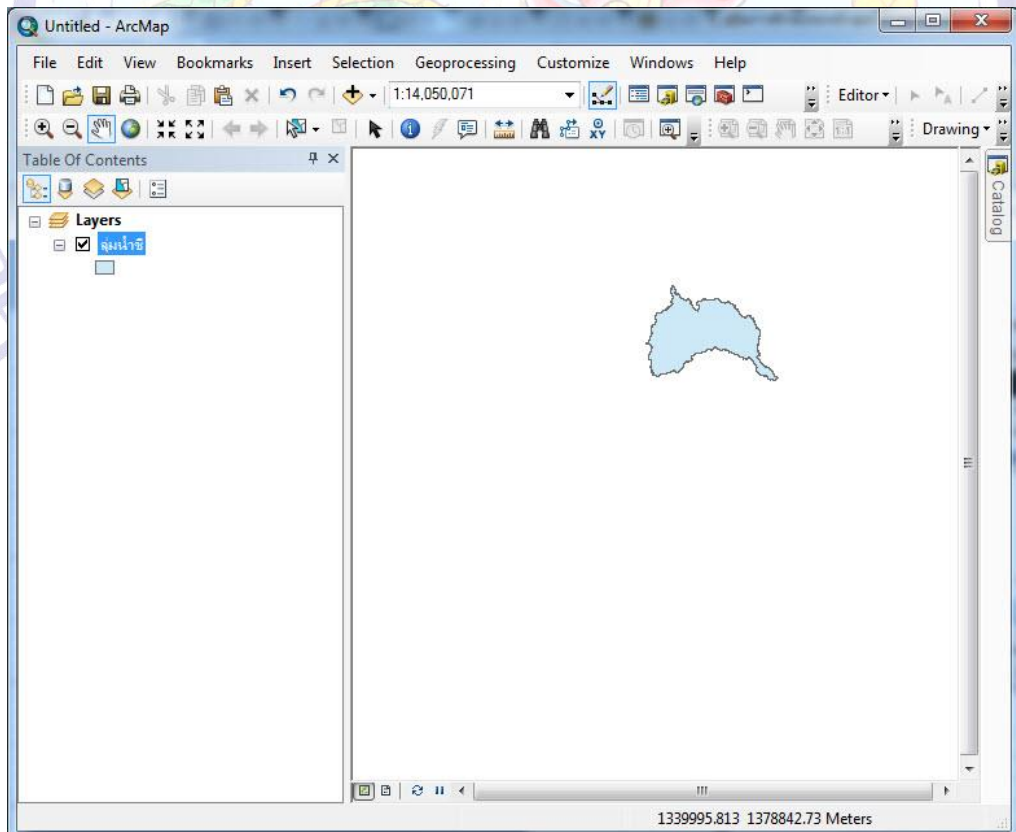 Untitled - ArcMap
File Edit View Bookmarks Insert Selection Geoprocessing Customize Windows Help
1:14,050,071 Editor
Drawing
Table Of Contents
Catalog
Layers
ลุ่มน้ำชี
1339995.813 1378842.73 Meters